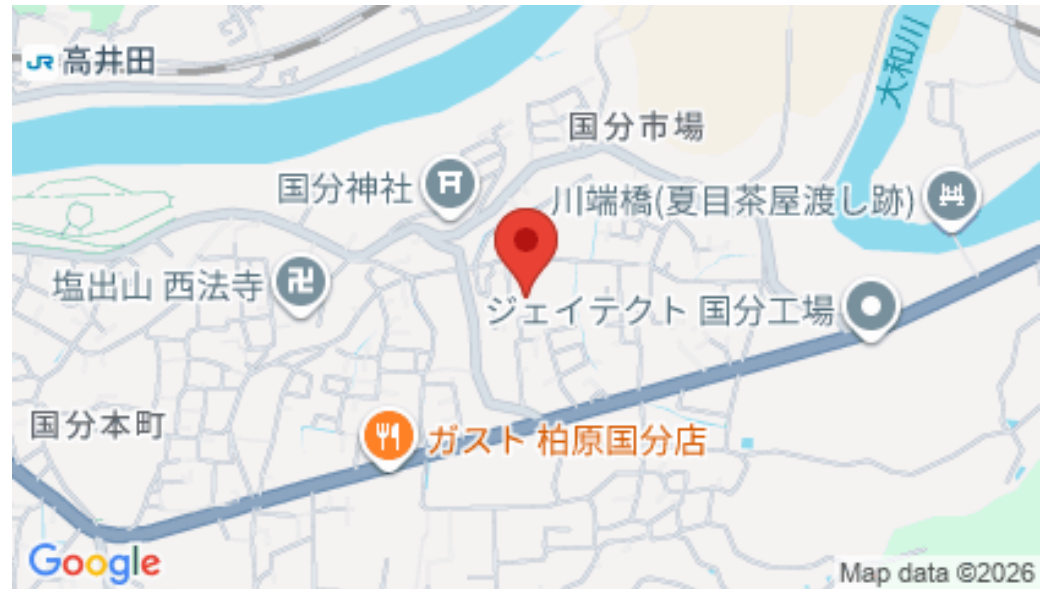 JR 高井田
大和川
国分市場
国分神社
川端橋(夏目茶屋渡し跡)
塩出山 西法寺
ジェイテクト 国分工場
国分本町
ガスト 柏原国分店
Google
Map data ©2026